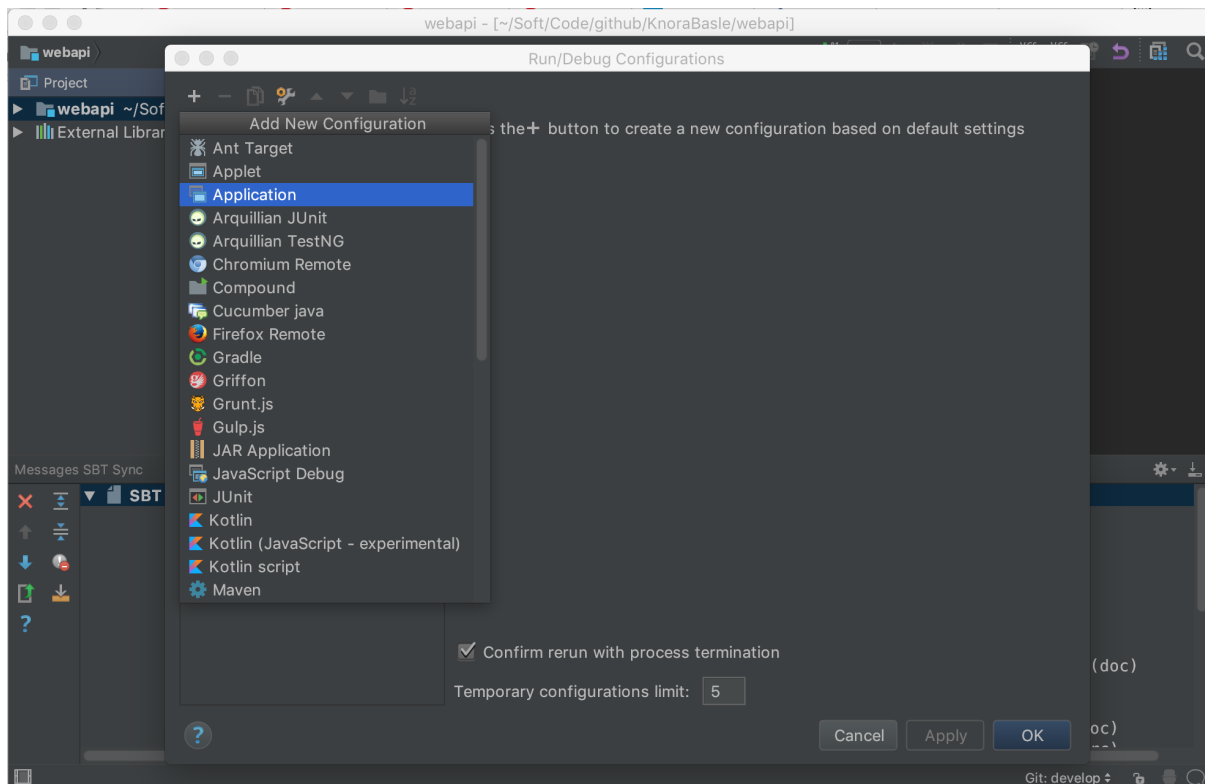 webapi - [~/Soft/Code/github/KnoraBasle/webapi]
webapi
Run/Debug Configurations
Project
webapi ~/Sof
External Librar
Add New Configuration
s the + button to create a new configuration based on default settings
Ant Target
Applet
Application
Arquillian JUnit
Arquillian TestNG
Chromium Remote
Compound
Cucumber java
Firefox Remote
Gradle
Griffon
Grunt.js
Gulp.js
JAR Application
JavaScript Debug
JUnit
Kotlin
Kotlin (JavaScript - experimental)
Kotlin script
Maven
Messages SBT Sync
SBT
Confirm rerun with process termination
(doc)
Temporary configurations limit: 5
oc)
Cancel
Apply
OK
Git: develop